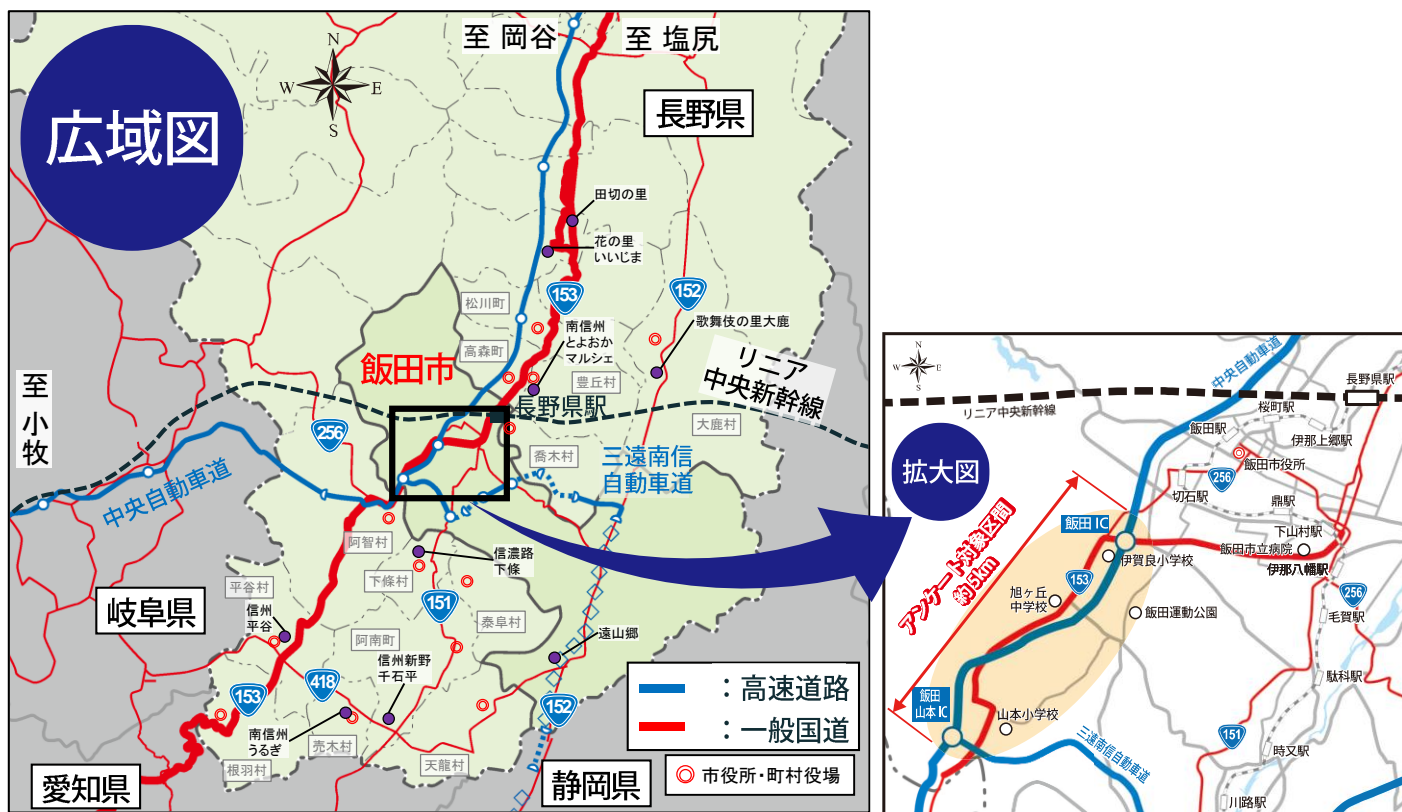 広域図
N
W
E
S
至 岡谷
至 塩尻
長野県
田切の里
花の里
いいじま
153
152
松川町
南信州
とよおか
マルシェ
歌舞伎の里大鹿
高森町
飯田市
豊丘村
リニア
中央新幹線
至
小
牧
長野県駅
大鹿村
256
喬木村
三遠南信
自動車道
中央自動車道
阿智村
信濃路
下條
下條村
平谷村
151
岐阜県
信州
平谷
泰阜村
阿南町
遠山郷
信州新野
千石平
418
153
152
南信州
うるぎ
売木村
根羽村
天龍村
愛知県
静岡県
:高速道路
:一般国道
市役所・町村役場
N
W
E
S
中央自動車道
長野県駅
リニア中央新幹線
桜町駅
飯田駅
伊那上郷駅
拡大図
飯田市役所
256
切石駅
鼎駅
アンケート対象区間
約5km
飯田 IC
下山村駅
飯田市立病院
伊賀良小学校
伊那八幡駅
153
旭ヶ丘
中学校
飯田運動公園
256
毛賀駅
駄科駅
飯田
山本 IC
山本小学校
三遠南信自動車道
151
時又駅
川路駅